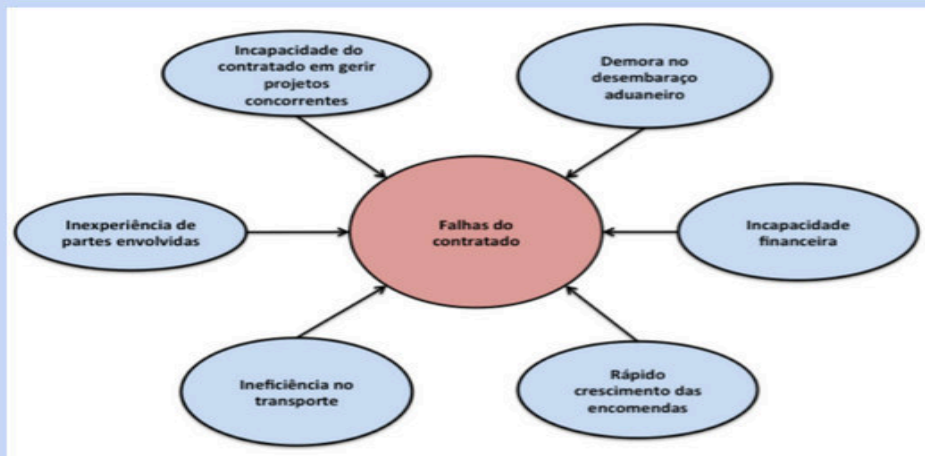 Incapacidade do
contratado em gerir
projetos
concorrentes
Demora no
desembaraço
aduaneiro
Inexperiência de
partes envolvidas
Falhas do
contratado
Incapacidade
financeira
Ineficiência no
transporte
Rápido
crescimento das
encomendas